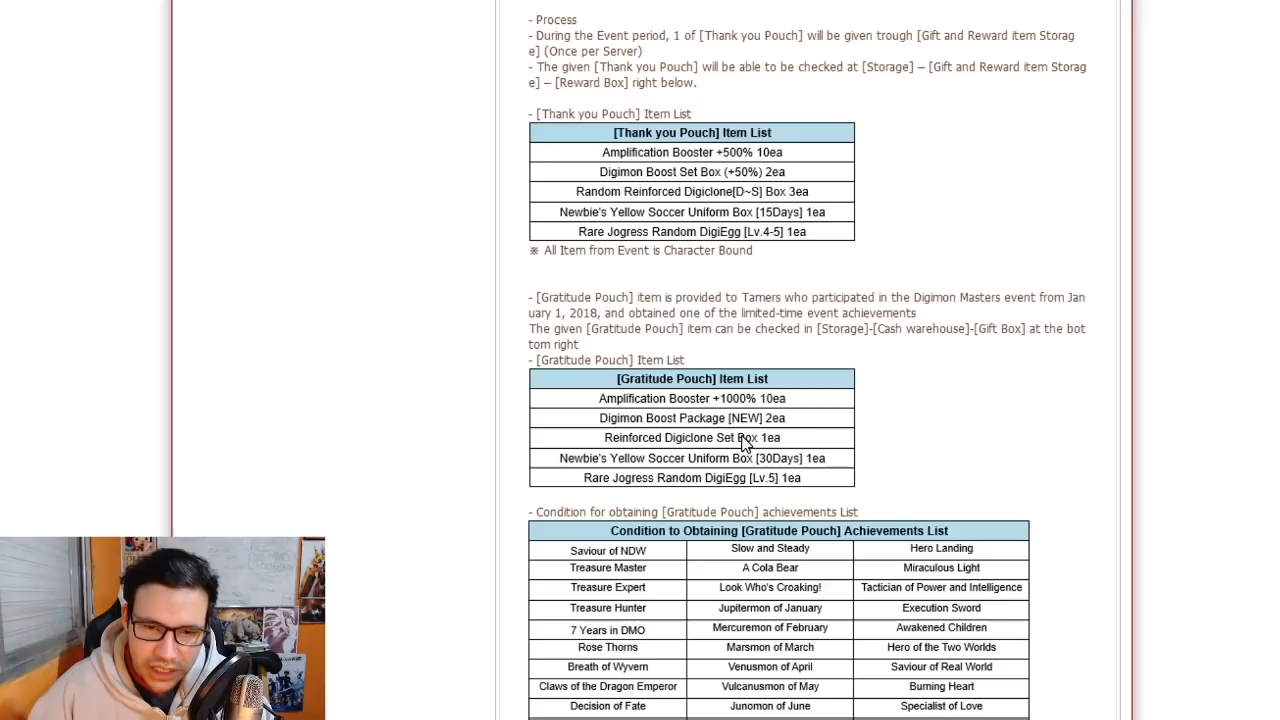 - Process
- During the Event period, 1 of [Thank you Pouch] will be given trough [Gift and Reward item Storag
e] (Once per Server)
- The given [Thank you Pouch] will be able to be checked at [Storage] – [Gift and Reward item Storag
e] – [Reward Box] right below.
- [Thank you Pouch] Item List
[Thank you Pouch] Item List
Amplification Booster +500% 10ea
Digimon Boost Set Box (+50%) 2ea
Random Reinforced Digiclone[D~S] Box 3ea
Newbie's Yellow Soccer Uniform Box [15Days] 1ea
Rare Jogress Random DigiEgg [Lv.4-5] 1ea
※ All Item from Event is Character Bound
- [Gratitude Pouch] item is provided to Tamers who participated in the Digimon Masters event from Jan
uary 1, 2018, and obtained one of the limited-time event achievements
The given [Gratitude Pouch] item can be checked in [Storage]-[Cash warehouse]-[Gift Box] at the bot
tom right
- [Gratitude Pouch] Item List
[Gratitude Pouch] Item List
Amplification Booster +1000% 10ea
Digimon Boost Package [NEW] 2ea
Reinforced Digiclone Set Box 1ea
Newbie's Yellow Soccer Uniform Box [30Days] 1ea
Rare Jogress Random DigiEgg [Lv.5] 1ea
- Condition for obtaining [Gratitude Pouch] achievements List
Condition to Obtaining [Gratitude Pouch] Achievements List
Saviour of NDW Slow and Steady Hero Landing
Treasure Master A Cola Bear Miraculous Light
Treasure Expert Look Who's Croaking! Tactician of Power and Intelligence
Treasure Hunter Jupitermon of January Execution Sword
7 Years in DMO Mercuremon of February Awakened Children
Rose Thorns Marsmon of March Hero of the Two Worlds
Breath of Wyvern Venusmon of April Saviour of Real World
Claws of the Dragon Emperor Vulcanusmon of May Burning Heart
Decision of Fate Junomon of June Specialist of Love